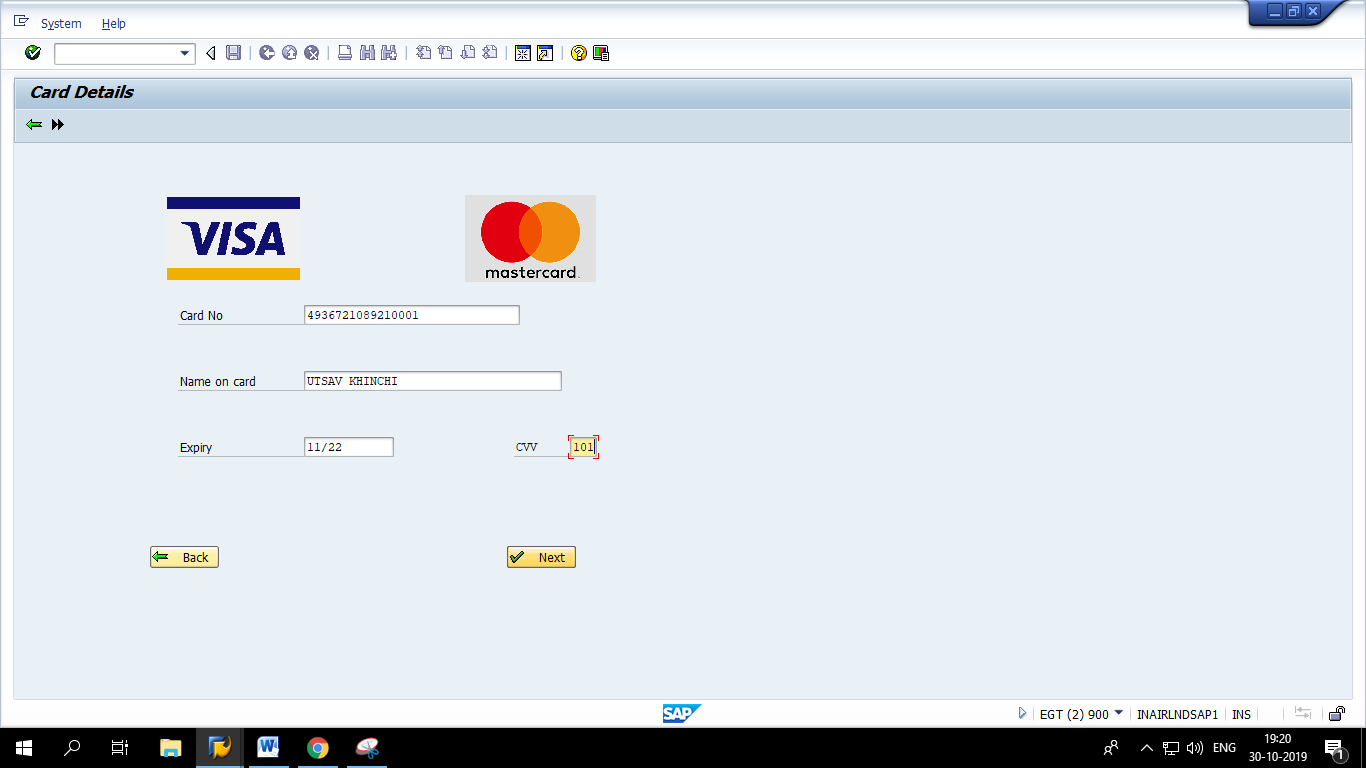 System Help
Card Details
VISA
mastercard.
Card No 4936721089210001
Name on card UTSAV KHINCHI
Expiry 11/22 CVV 101
Back Next
SAP
EGT (2) 900 INAIRLNDSAP1 INS
ENG 19:20
30-10-2019 1